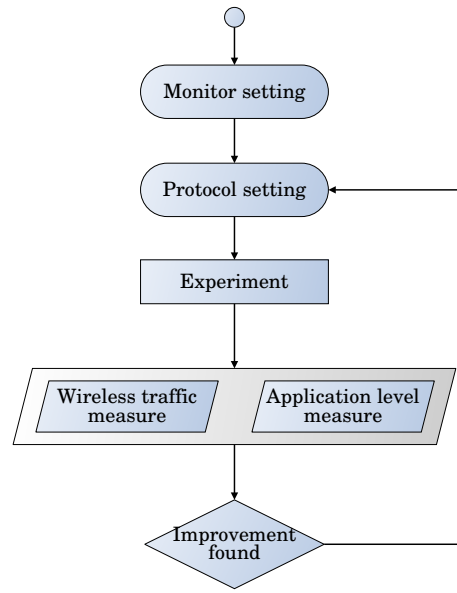 Monitor setting
Protocol setting
Experiment
Wireless traffic
measure
Application level
measure
Improvement
found